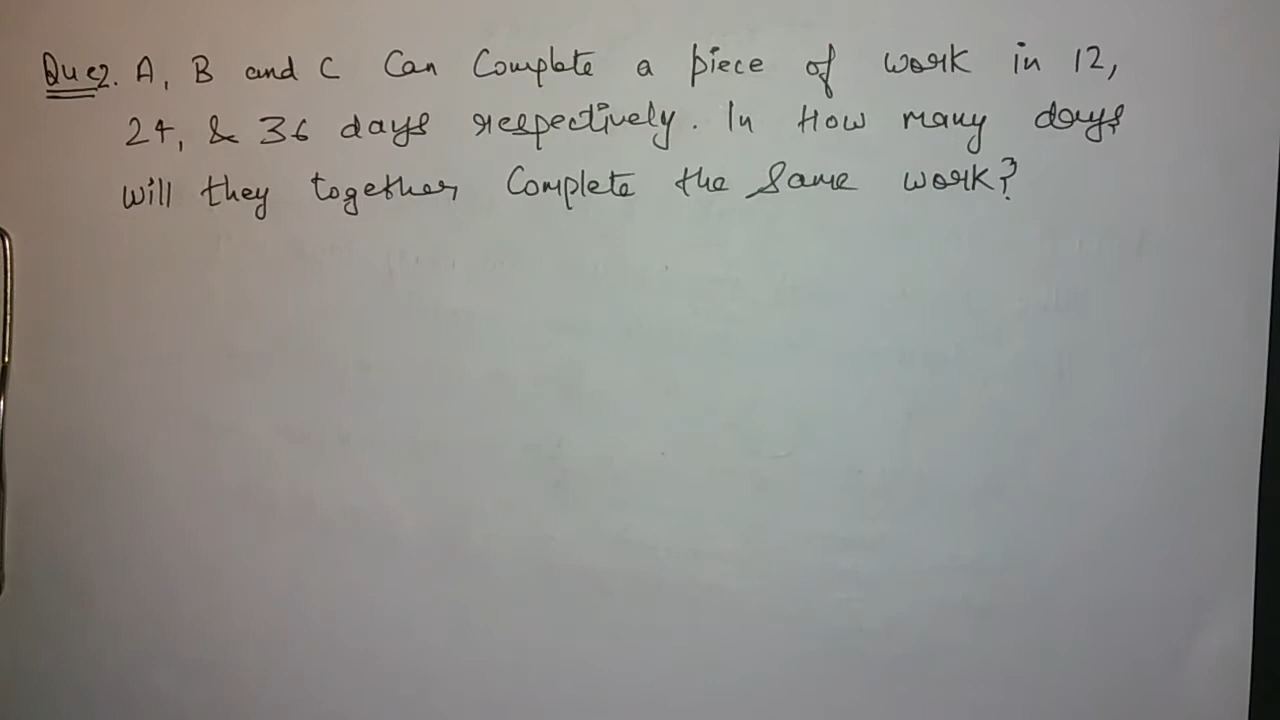 Que2. A, B and C Can Complete a piece of work in 12,
24, & 36 days respectively. In How many days
will they together Complete the Same work?